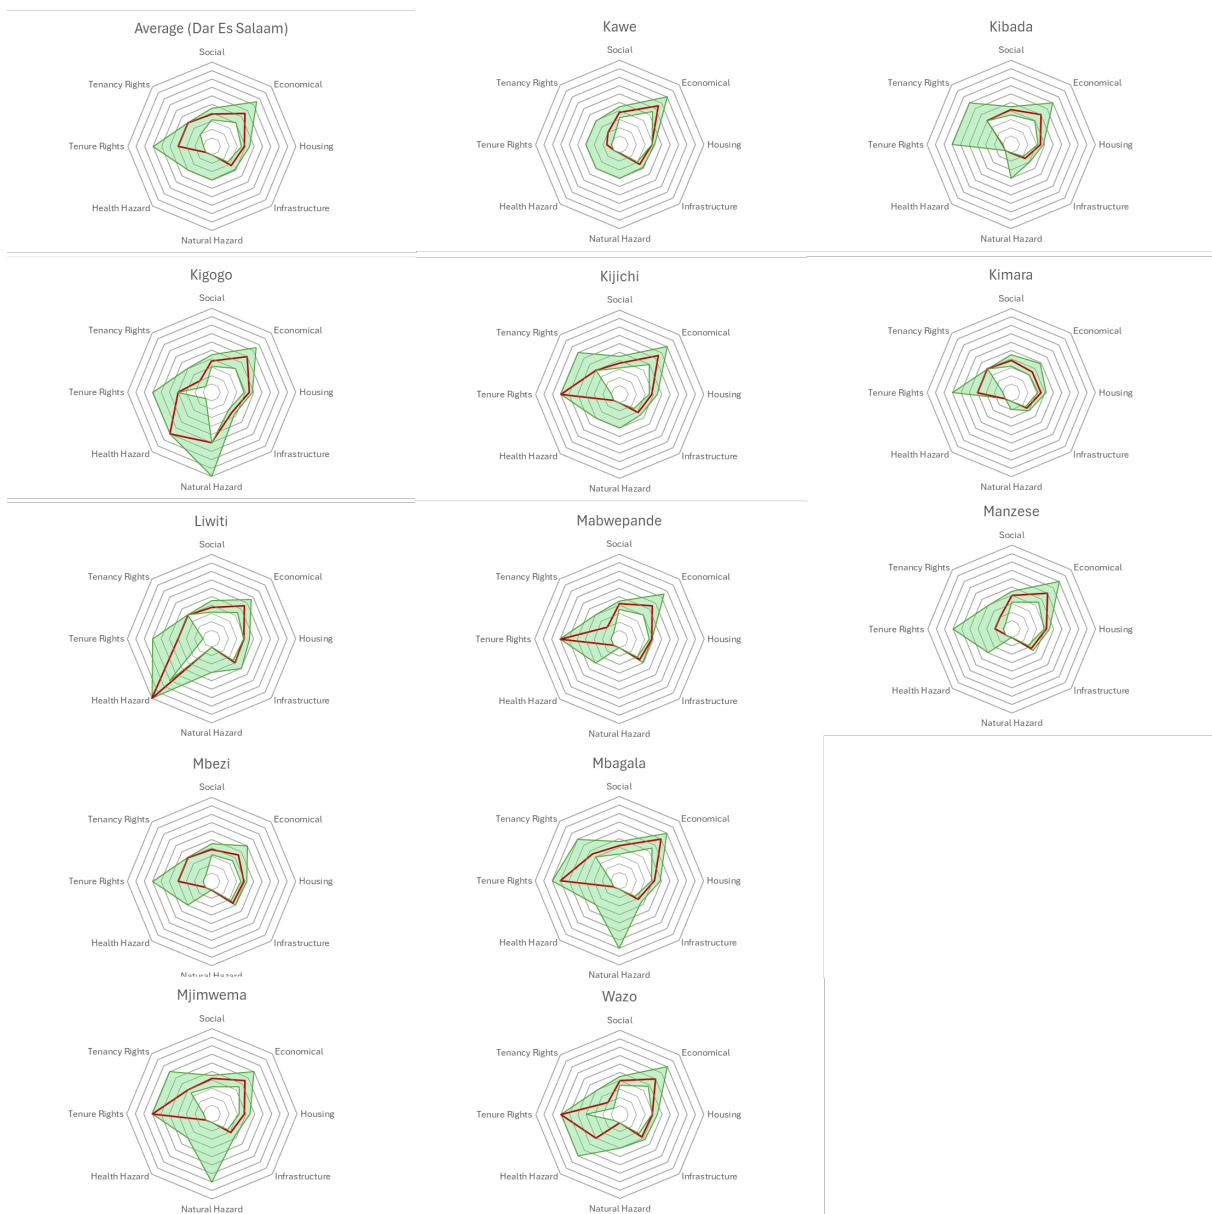 Average (Dar Es Salaam)
Social
Tenancy Rights
Economical
Tenure Rights
Housing
Health Hazard
Infrastructure
Natural Hazard
Kawe
Social
Tenancy Rights
Economical
Tenure Rights
Housing
Health Hazard
Infrastructure
Natural Hazard
Kibada
Social
Tenancy Rights
Economical
Tenure Rights
Housing
Health Hazard
Infrastructure
Natural Hazard
Kigogo
Social
Tenancy Rights
Economical
Tenure Rights
Housing
Health Hazard
Infrastructure
Natural Hazard
Kijichi
Social
Tenancy Rights
Economical
Tenure Rights
Housing
Health Hazard
Infrastructure
Natural Hazard
Kimara
Social
Tenancy Rights
Economical
Tenure Rights
Housing
Health Hazard
Infrastructure
Natural Hazard
Liwiti
Social
Tenancy Rights
Economical
Tenure Rights
Housing
Health Hazard
Infrastructure
Natural Hazard
Mabwepande
Social
Tenancy Rights
Economical
Tenure Rights
Housing
Health Hazard
Infrastructure
Natural Hazard
Manzese
Social
Tenancy Rights
Economical
Tenure Rights
Housing
Health Hazard
Infrastructure
Natural Hazard
Mbezi
Social
Tenancy Rights
Economical
Tenure Rights
Housing
Health Hazard
Infrastructure
Natural Hazard
Mbagala
Social
Tenancy Rights
Economical
Tenure Rights
Housing
Health Hazard
Infrastructure
Natural Hazard
Mjimwema
Social
Tenancy Rights
Economical
Tenure Rights
Housing
Health Hazard
Infrastructure
Natural Hazard
Wazo
Social
Tenancy Rights
Economical
Tenure Rights
Housing
Health Hazard
Infrastructure
Natural Hazard